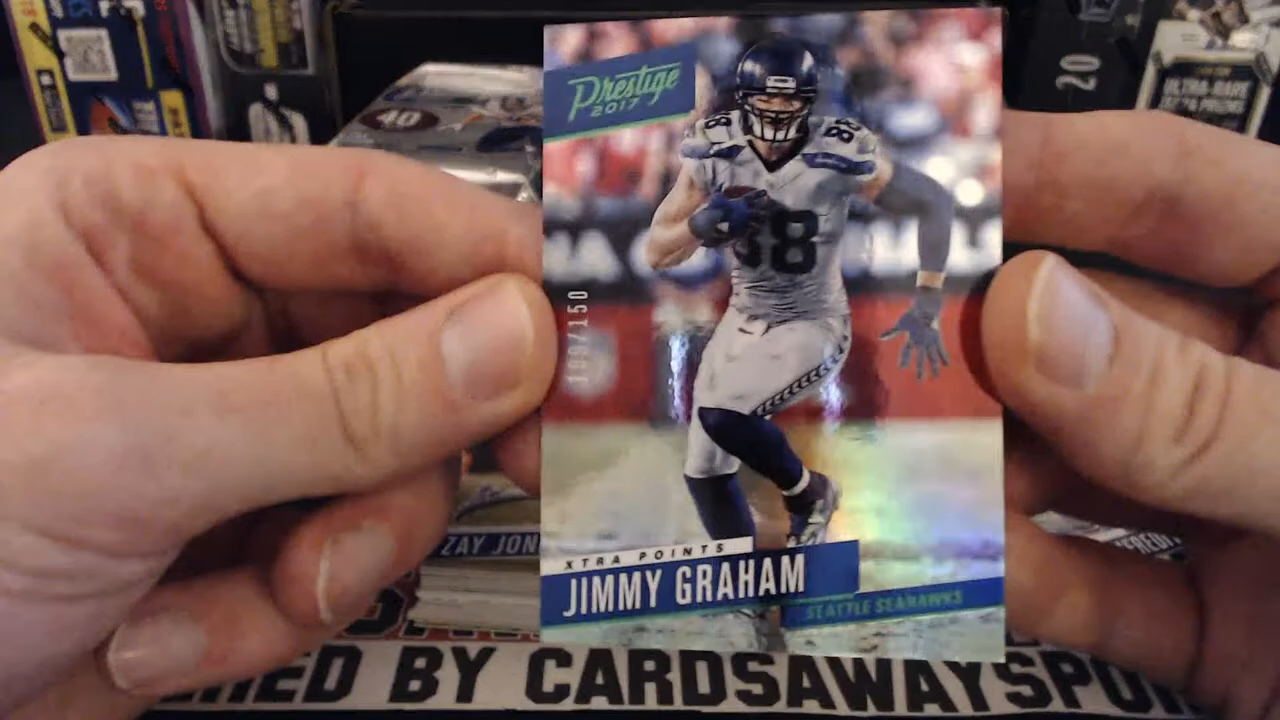 40
20
ULTRA-RARE
Prestige
2017
88
88
88
/150
ZAY JON
XTRA POINTS
JIMMY GRAHAM
SEATTLE SEAHAWKS
BY CARDSAWAYSPO